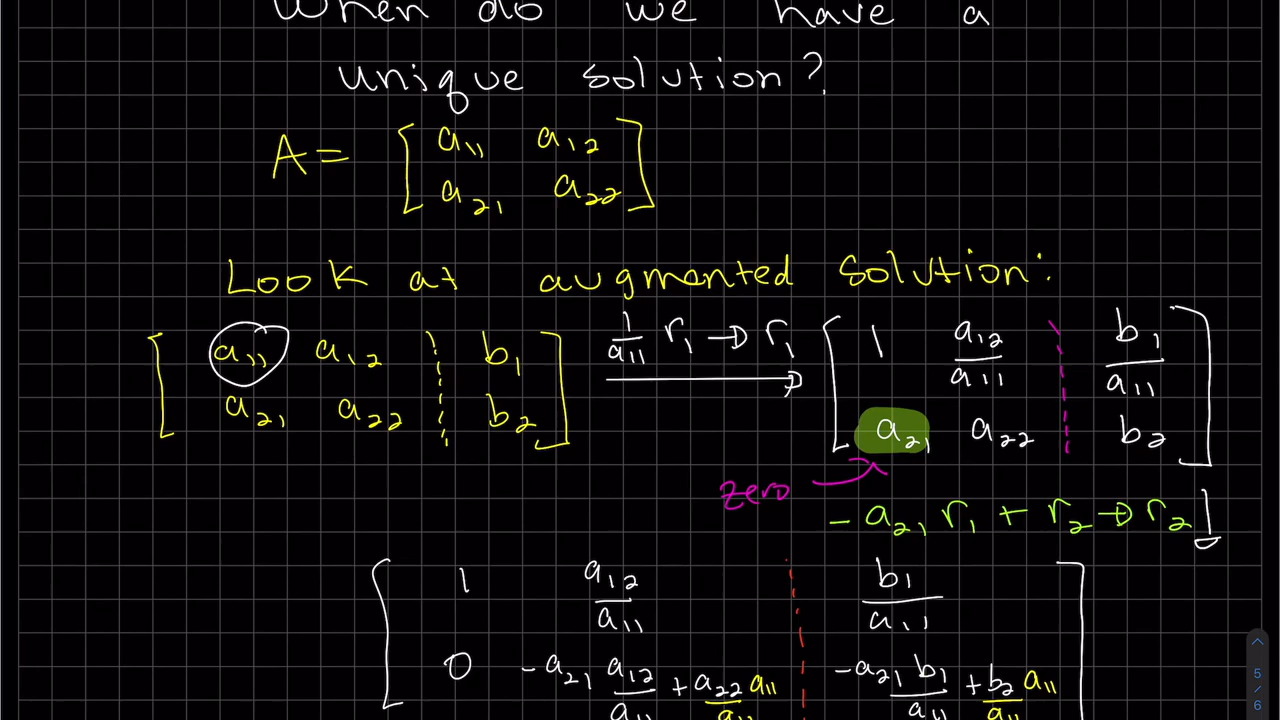 When do we have a
unique solution?
A = [ a11 a12
a21 a22 ]
Look at augmented solution:
[ a11 a12 ¦ b1
a21 a22 ¦ b2 ]
1/a11 r1 → r1
[ 1 a12/a11 ¦ b1/a11
a21 a22 ¦ b2 ]
zero
- a21 r1 + r2 → r2
[ 1 a12/a11 ¦ b1/a11
0 -a21 a12/a11 + a22 a11/a11 ¦ -a21 b1/a11 + b2 a11/a11 ]
5
/
6